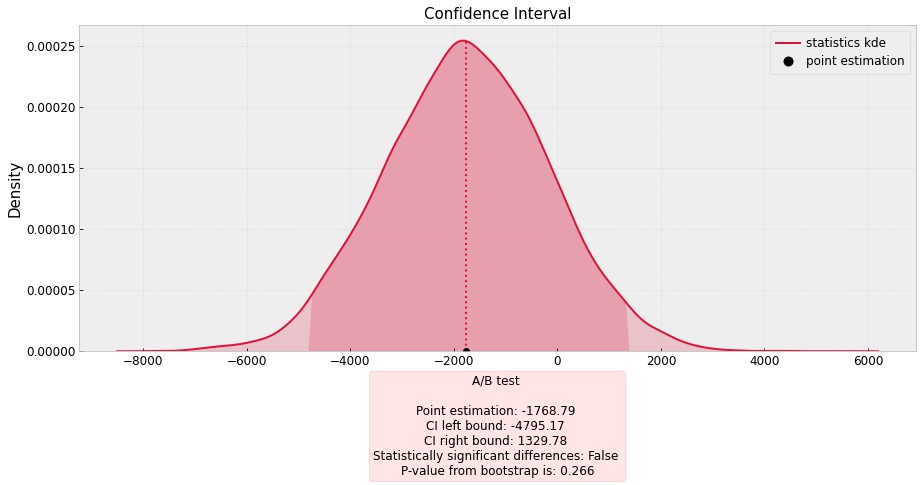 Confidence Interval
statistics kde
point estimation
Density
0.00025
0.00020
0.00015
0.00010
0.00005
0.00000
−8000 −6000 −4000 −2000 0 2000 4000 6000
A/B test
Point estimation: -1768.79
CI left bound: -4795.17
CI right bound: 1329.78
Statistically significant differences: False
P-value from bootstrap is: 0.266